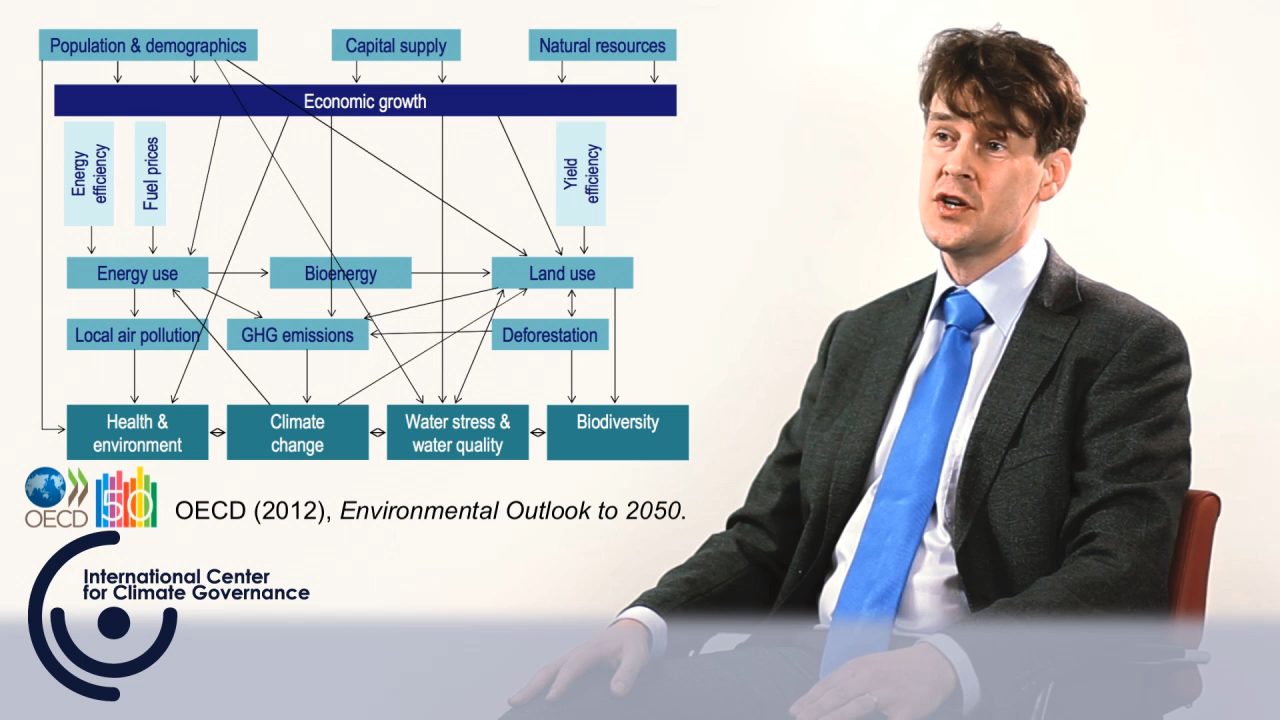 Population & demographics
Capital supply
Natural resources
Economic growth
Energy
efficiency
Fuel prices
Yield
efficiency
Energy use
Bioenergy
Land use
Local air pollution
GHG emissions
Deforestation
Health &
environment
Climate
change
Water stress &
water quality
Biodiversity
OECD
50
OECD (2012), Environmental Outlook to 2050.
International Center
for Climate Governance